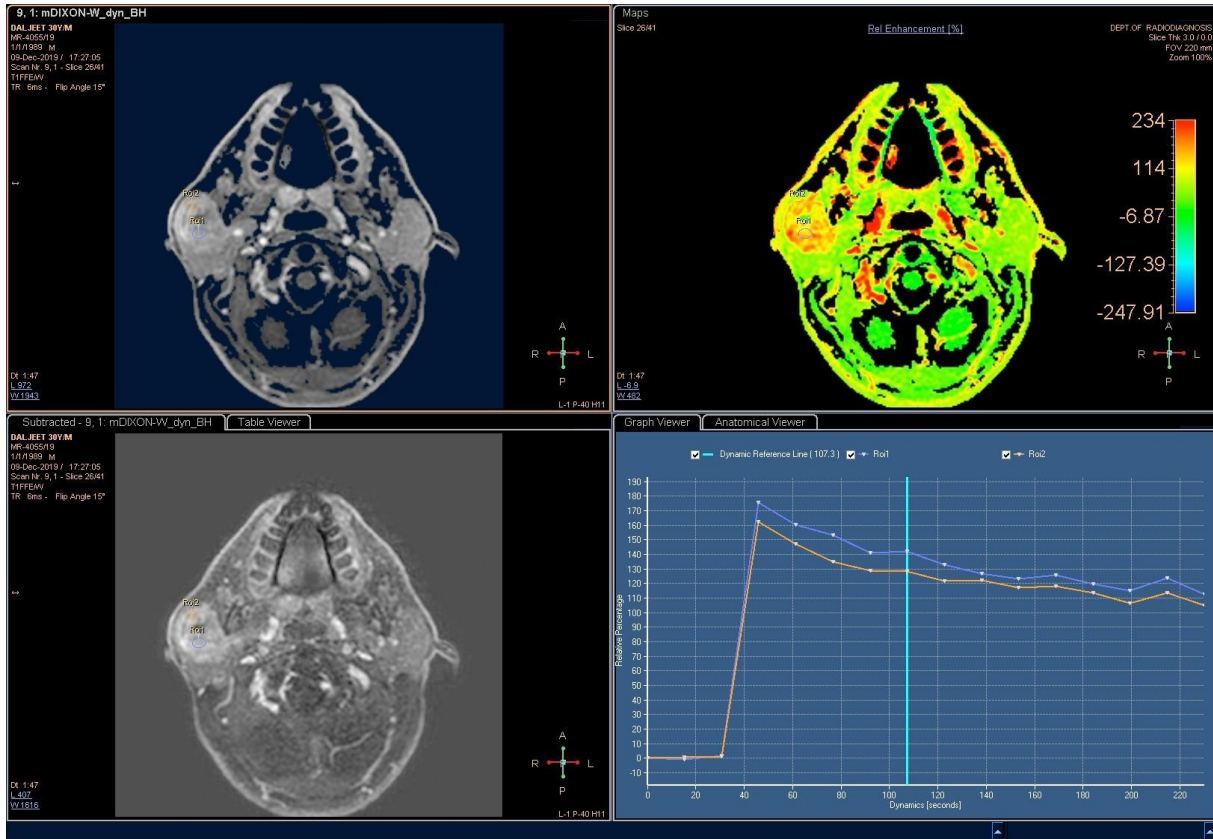 9, 1: mDIXON-W_dyn_BH
DALJEET 30Y/M
MR-4055/19
1/1/1989 M
09-Dec-2019 / 17:27:05
Scan Nr. 9,1 - Slice 26/41
T1FFE/W
TR 6ms - Flip Angle 15°
Roi2
Roi1
A
R L
P
Dt 1:47
L 972
W 1943
L-1 P-40 H11
Maps
Slice 26/41
Rel Enhancement [%]
DEPT.OF RADIODIAGNOSIS
Slice Thk 3.0 / 0.0
FOV 220 mm
Zoom 100%
234
114
-6.87
-127.39
-247.91
Roi2
Roi1
A
R L
P
Dt 1:47
L -6.9
W 482
L-1 P-40 H11
Subtracted - 9, 1: mDIXON-W_dyn_BH
Table Viewer
DALJEET 30Y/M
MR-4055/19
1/1/1989 M
09-Dec-2019 / 17:27:05
Scan Nr. 9,1 - Slice 26/41
T1FFE/W
TR 6ms - Flip Angle 15°
Roi2
Roi1
A
R L
P
Dt 1:47
L 407
W 1616
L-1 P-40 H11
Graph Viewer
Anatomical Viewer
Dynamic Reference Line ( 107.3 )
Roi1
Roi2
Relative Percentage
190
180
170
160
150
140
130
120
110
100
90
80
70
60
50
40
30
20
10
0
-10
0 20 40 60 80 100 120 140 160 180 200 220
Dynamics [seconds]